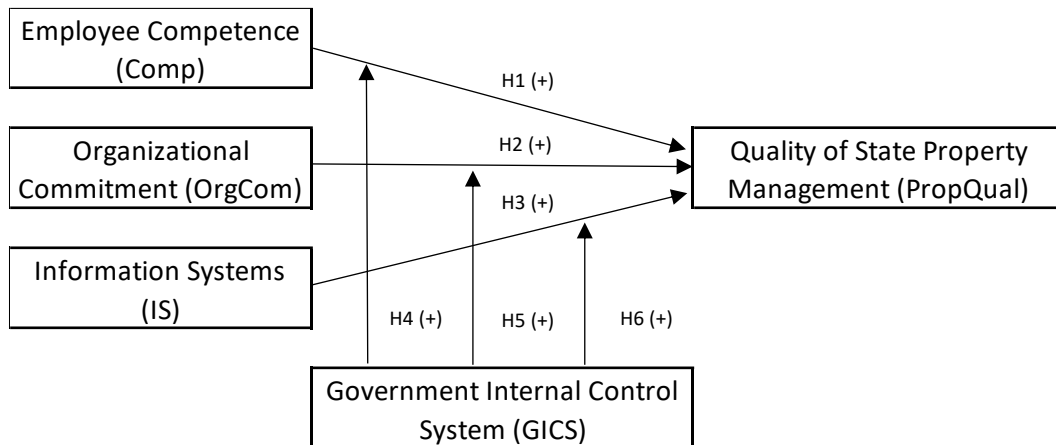 Employee Competence
(Comp)
H1 (+)
Organizational
Commitment (OrgCom)
H2 (+)
Quality of State Property
Management (PropQual)
H3 (+)
Information Systems
(IS)
H4 (+)
H5 (+)
H6 (+)
Government Internal Control
System (GICS)